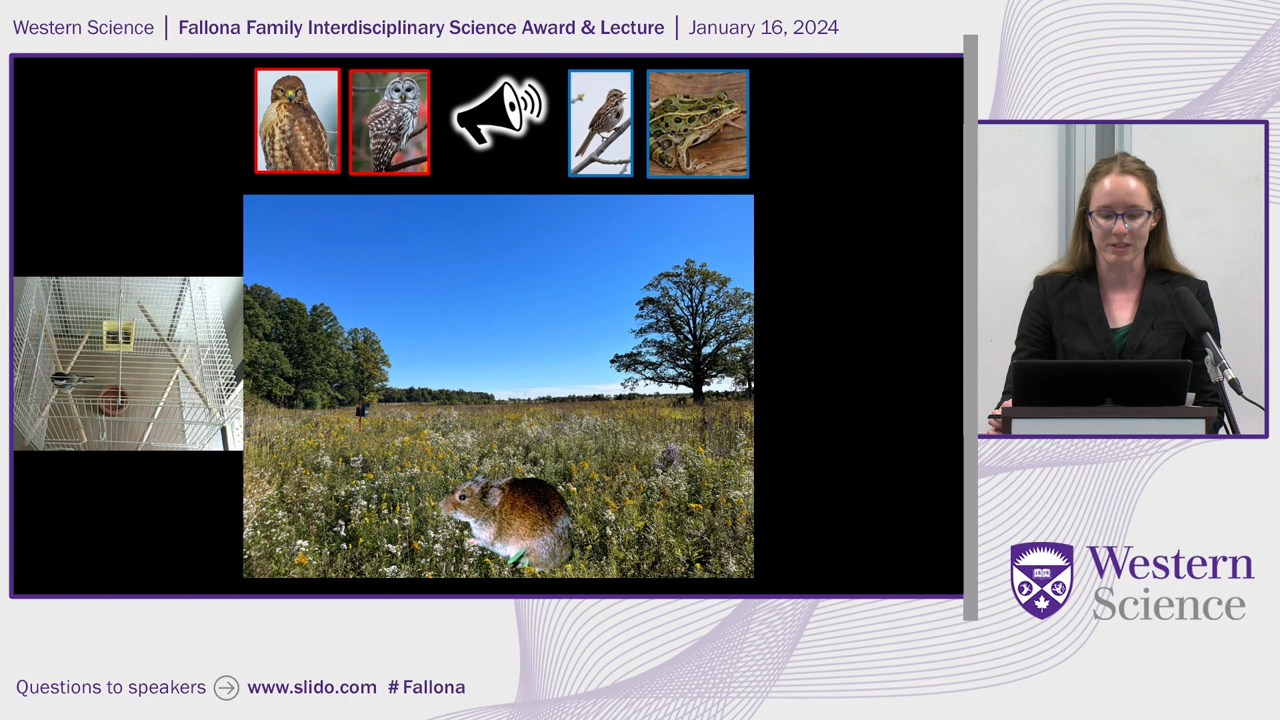 Western Science | Fallona Family Interdisciplinary Science Award & Lecture | January 16, 2024
Western
Science
Questions to speakers www.slido.com # Fallona